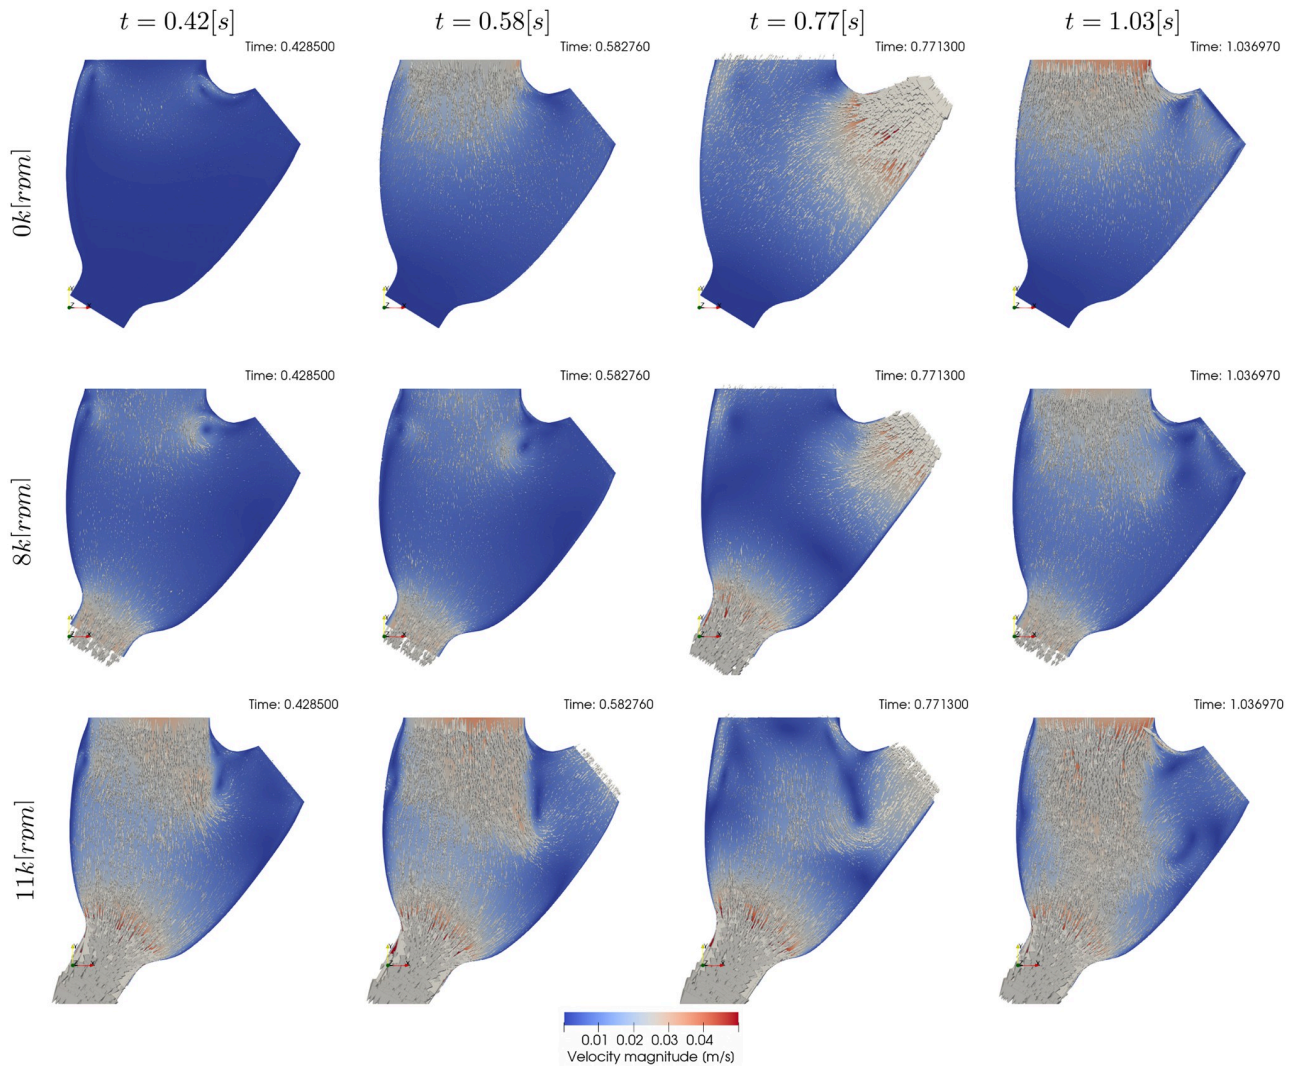 t = 0.42[s]
t = 0.58[s]
t = 0.77[s]
t = 1.03[s]
Time: 0.428500
Time: 0.582760
Time: 0.771300
Time: 1.036970
0k[rpm]
Time: 0.428500
Time: 0.582760
Time: 0.771300
Time: 1.036970
8k[rpm]
Time: 0.428500
Time: 0.582760
Time: 0.771300
Time: 1.036970
11k[rpm]
0.01 0.02 0.03 0.04
Velocity magnitude [m/s]